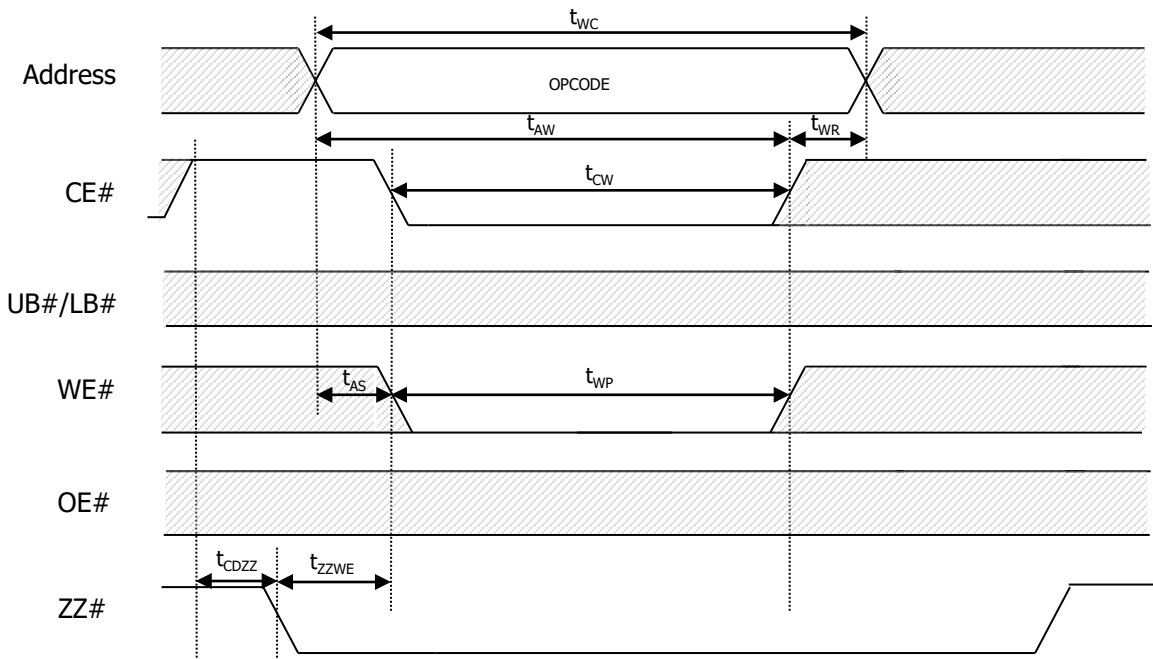 tWC
Address
OPCODE
tAW
tWR
CE#
tCW
UB#/LB#
WE#
tAS
tWP
OE#
tCDZZ
tZZWE
ZZ#